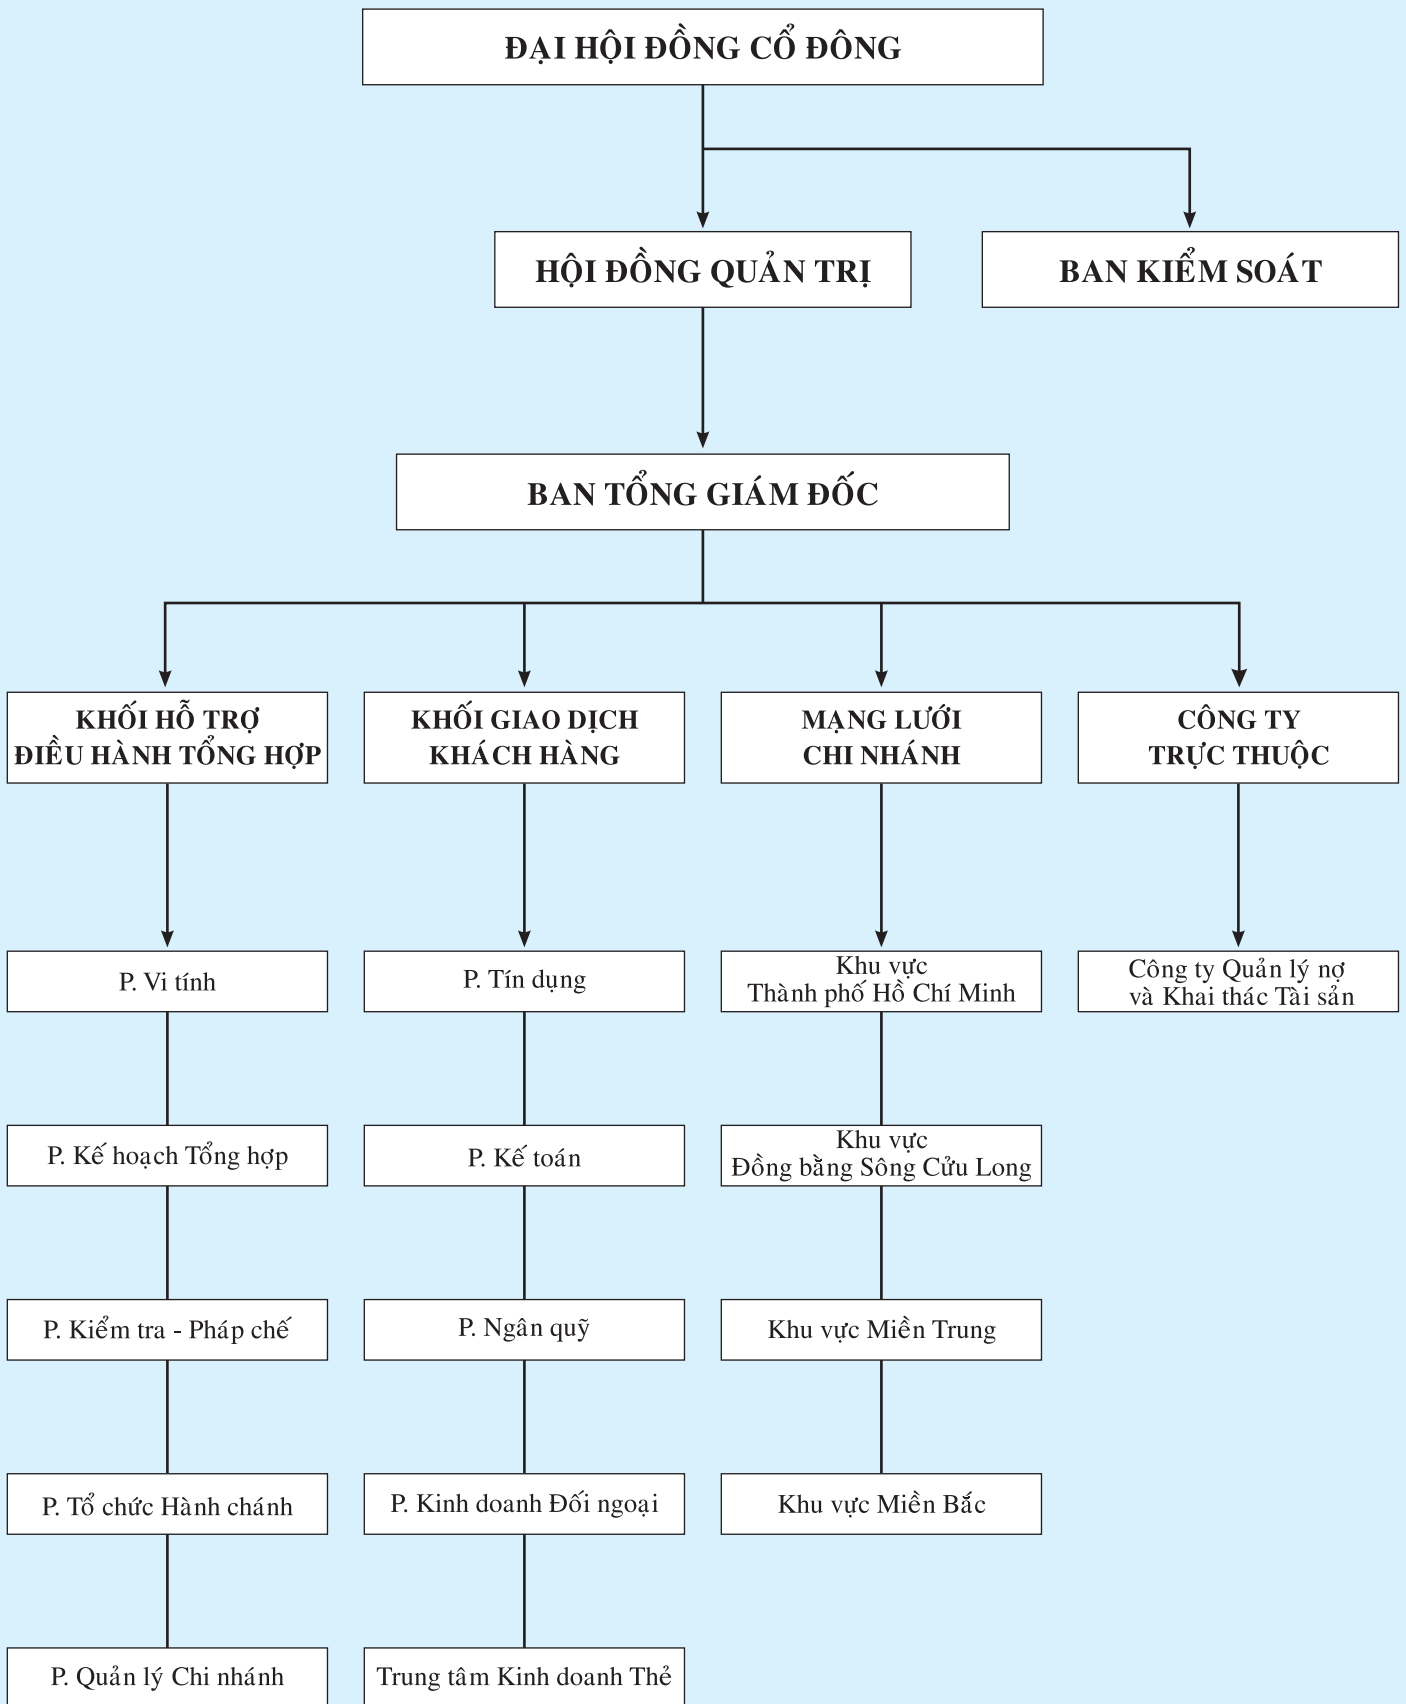 ĐẠI HỘI ĐỒNG CỔ ĐÔNG
HỘI ĐỒNG QUẢN TRỊ
BAN KIỂM SOÁT
BAN TỔNG GIÁM ĐỐC
KHỐI HỖ TRỢ
ĐIỀU HÀNH TỔNG HỢP
KHỐI GIAO DỊCH
KHÁCH HÀNG
MẠNG LƯỚI
CHI NHÁNH
CÔNG TY
TRỰC THUỘC
P. Vi tính
P. Tín dụng
Khu vực
Thành phố Hồ Chí Minh
Công ty Quản lý nợ
và Khai thác Tài sản
P. Kế hoạch Tổng hợp
P. Kế toán
Khu vực
Đồng bằng Sông Cửu Long
P. Kiểm tra - Pháp chế
P. Ngân quỹ
Khu vực Miền Trung
P. Tổ chức Hành chánh
P. Kinh doanh Đối ngoại
Khu vực Miền Bắc
P. Quản lý Chi nhánh
Trung tâm Kinh doanh Thẻ